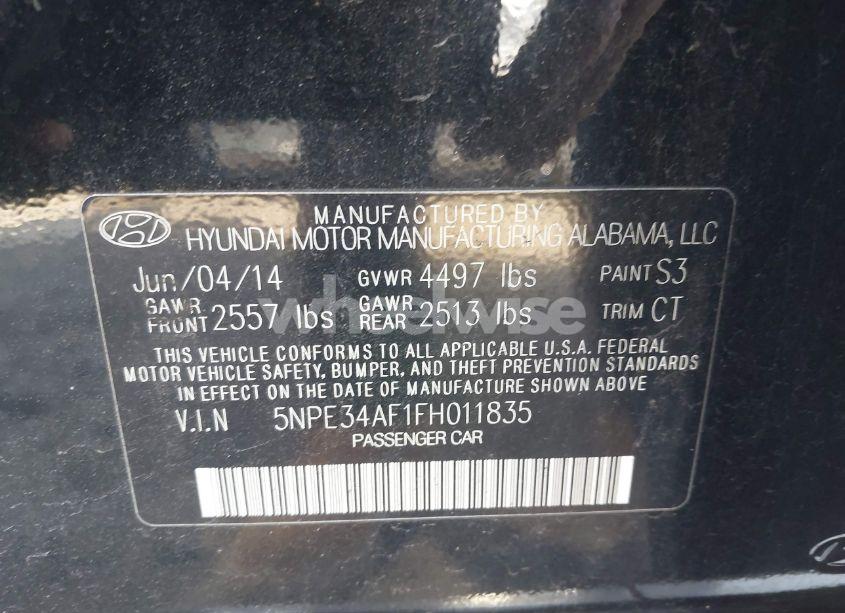 MANUFACTURED BY
HYUNDAI MOTOR MANUFACTURING ALABAMA, LLC
Jun/04/14 GVWR 4497 lbs PAINT S3
GAWR FRONT 2557 lbs GAWR REAR 2513 lbs TRIM CT
wheelwise
THIS VEHICLE CONFORMS TO ALL APPLICABLE U.S.A. FEDERAL
MOTOR VEHICLE SAFETY, BUMPER, AND THEFT PREVENTION STANDARDS
IN EFFECT ON THE DATE OF MANUFACTURE SHOWN ABOVE.
V.I.N 5NPE34AF1FH011835
PASSENGER CAR